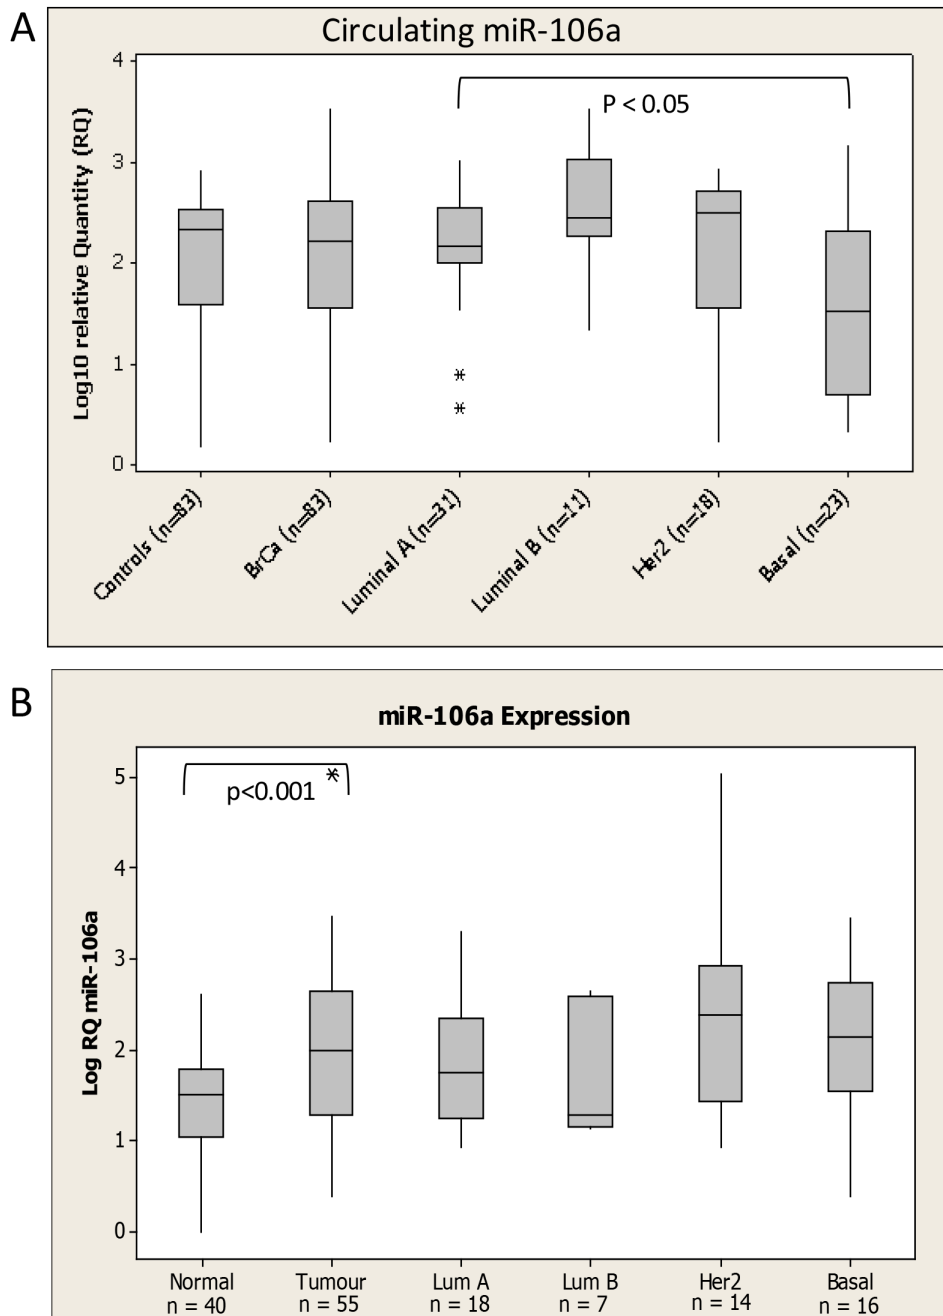 A
Circulating miR-106a
4
3
2
1
0
Log10 relative Quantity (RQ)
P < 0.05
*
*
Controls (n=83)
BrCa (n=83)
Luminal A (n=31)
Luminal B (n=11)
Her2 (n=18)
Basal (n=23)
B
miR-106a Expression
5
4
3
2
1
0
Log RQ miR-106a
p<0.001
*
Normal Tumour Lum A Lum B Her2 Basal
n = 40 n = 55 n = 18 n = 7 n = 14 n = 16